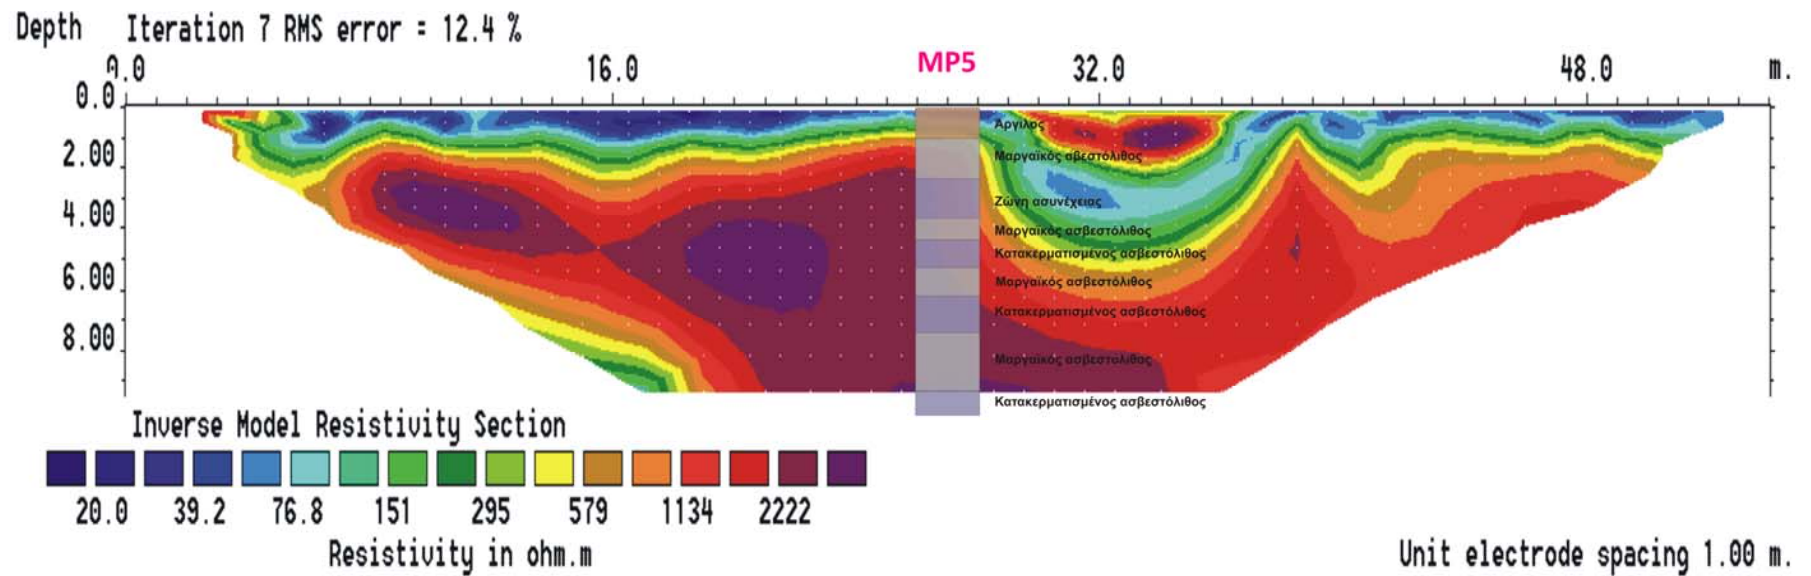 Depth Iteration 7 RMS error = 12.4 %
0.0 16.0 MP5 32.0 48.0 m.
0.0
2.00
4.00
6.00
8.00
Άργιλος
Μαργαϊκός αβεστόλιθος
Ζώνη ασυνέχειας
Μαργαϊκός ασβεστόλιθος
Κατακερματισμένος ασβεστόλιθος
Μαργαϊκός ασβεστόλιθος
Κατακερματισμένος ασβεστόλιθος
Μαργαϊκός ασβεστόλιθος
Κατακερματισμένος ασβεστόλιθος
Inverse Model Resistivity Section
20.0 39.2 76.8 151 295 579 1134 2222
Resistivity in ohm.m
Unit electrode spacing 1.00 m.